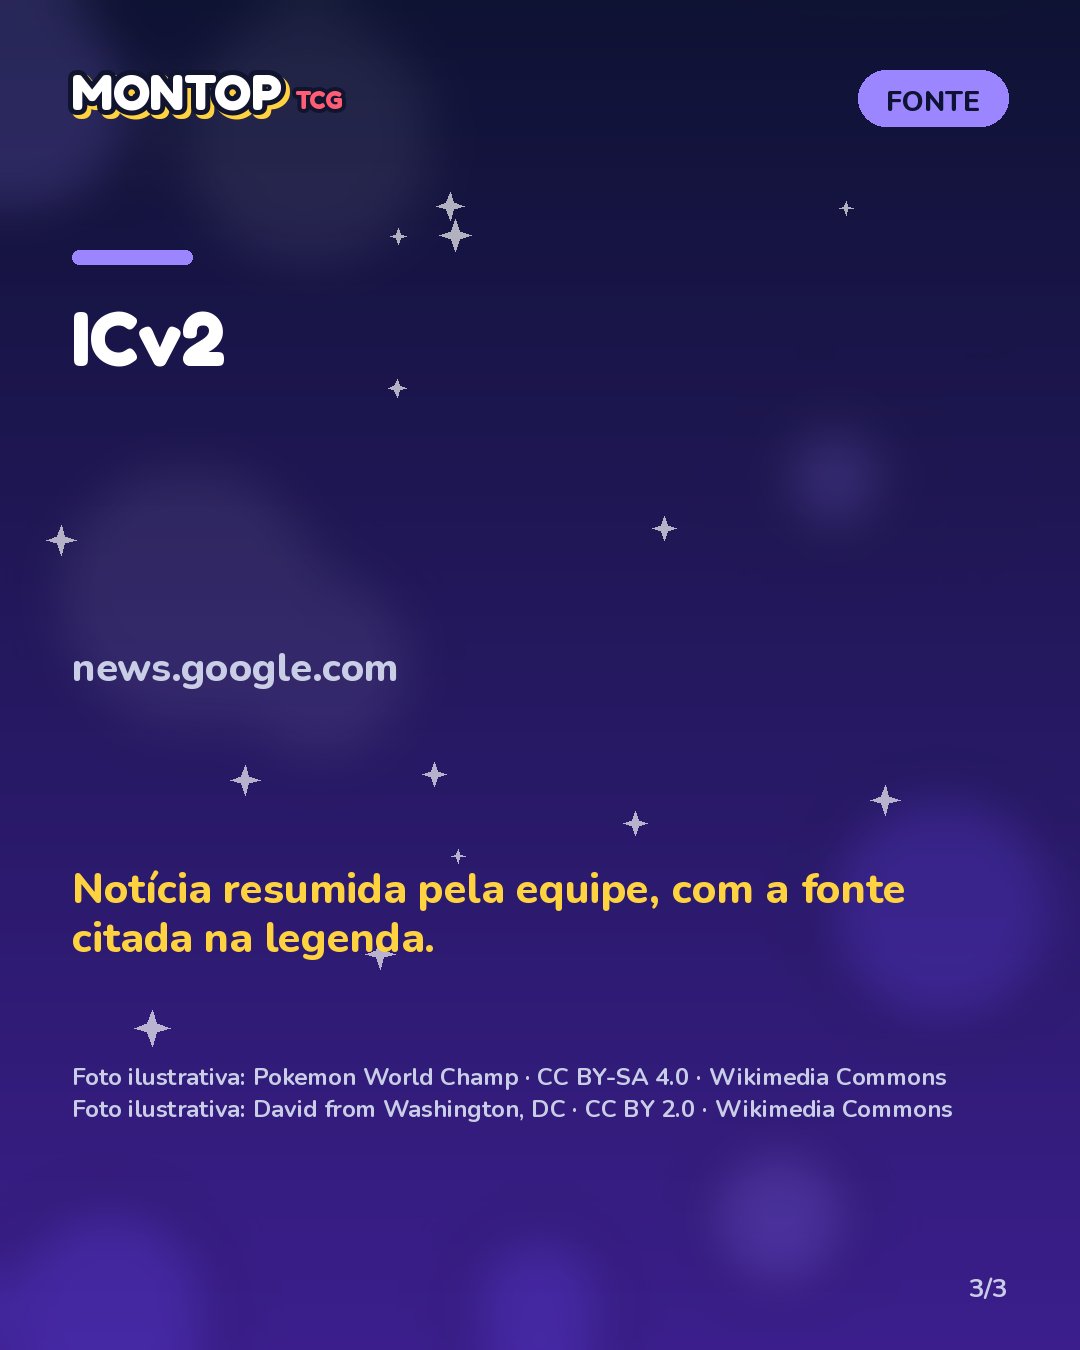 MONTOP TCG
FONTE
ICv2
news.google.com
Notícia resumida pela equipe, com a fonte
citada na legenda.
Foto ilustrativa: Pokemon World Champ · CC BY-SA 4.0 · Wikimedia Commons
Foto ilustrativa: David from Washington, DC · CC BY 2.0 · Wikimedia Commons
3/3